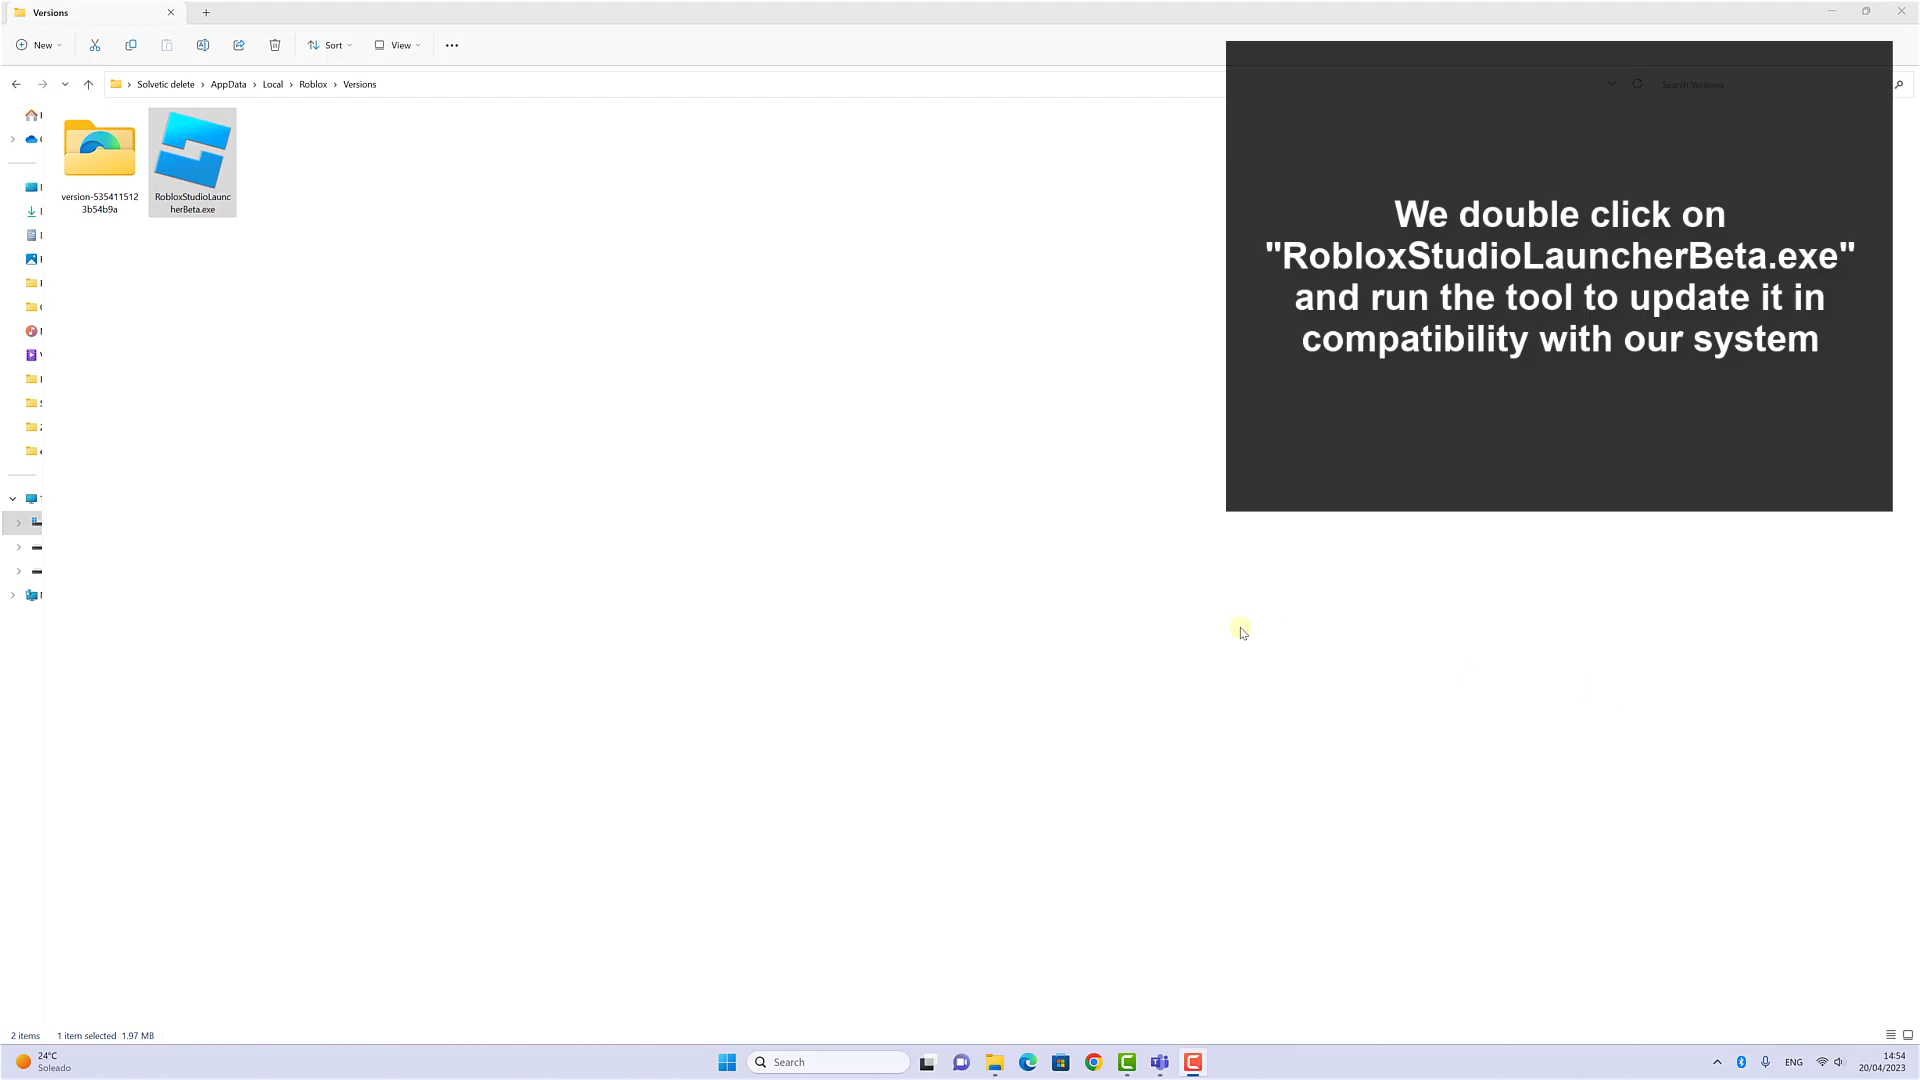 Versions
New
Sort
View
Solvetic delete > AppData > Local > Roblox > Versions
Search Versions
version-535411512
3b54b9a
RobloxStudioLaunc
herBeta.exe
We double click on
"RobloxStudioLauncherBeta.exe"
and run the tool to update it in
compatibility with our system
2 items
1 item selected 1.97 MB
24°C
Soleado
Search
ENG
14:54
20/04/2023